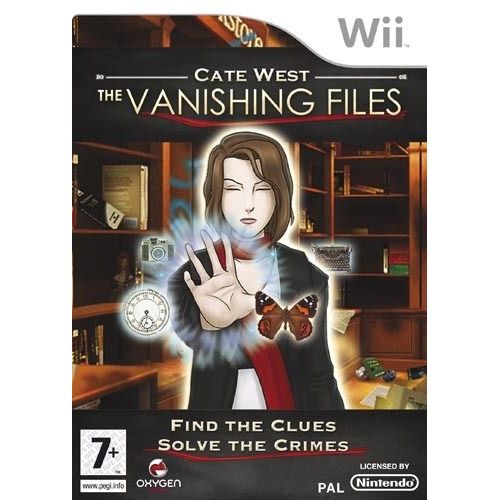 Wii
CATE WEST
THE VANISHING FILES
H
FIND THE CLUES
SOLVE THE CRIMES
7+
www.pegi.info
OXYGEN
PAL
LICENSED BY
Nintendo